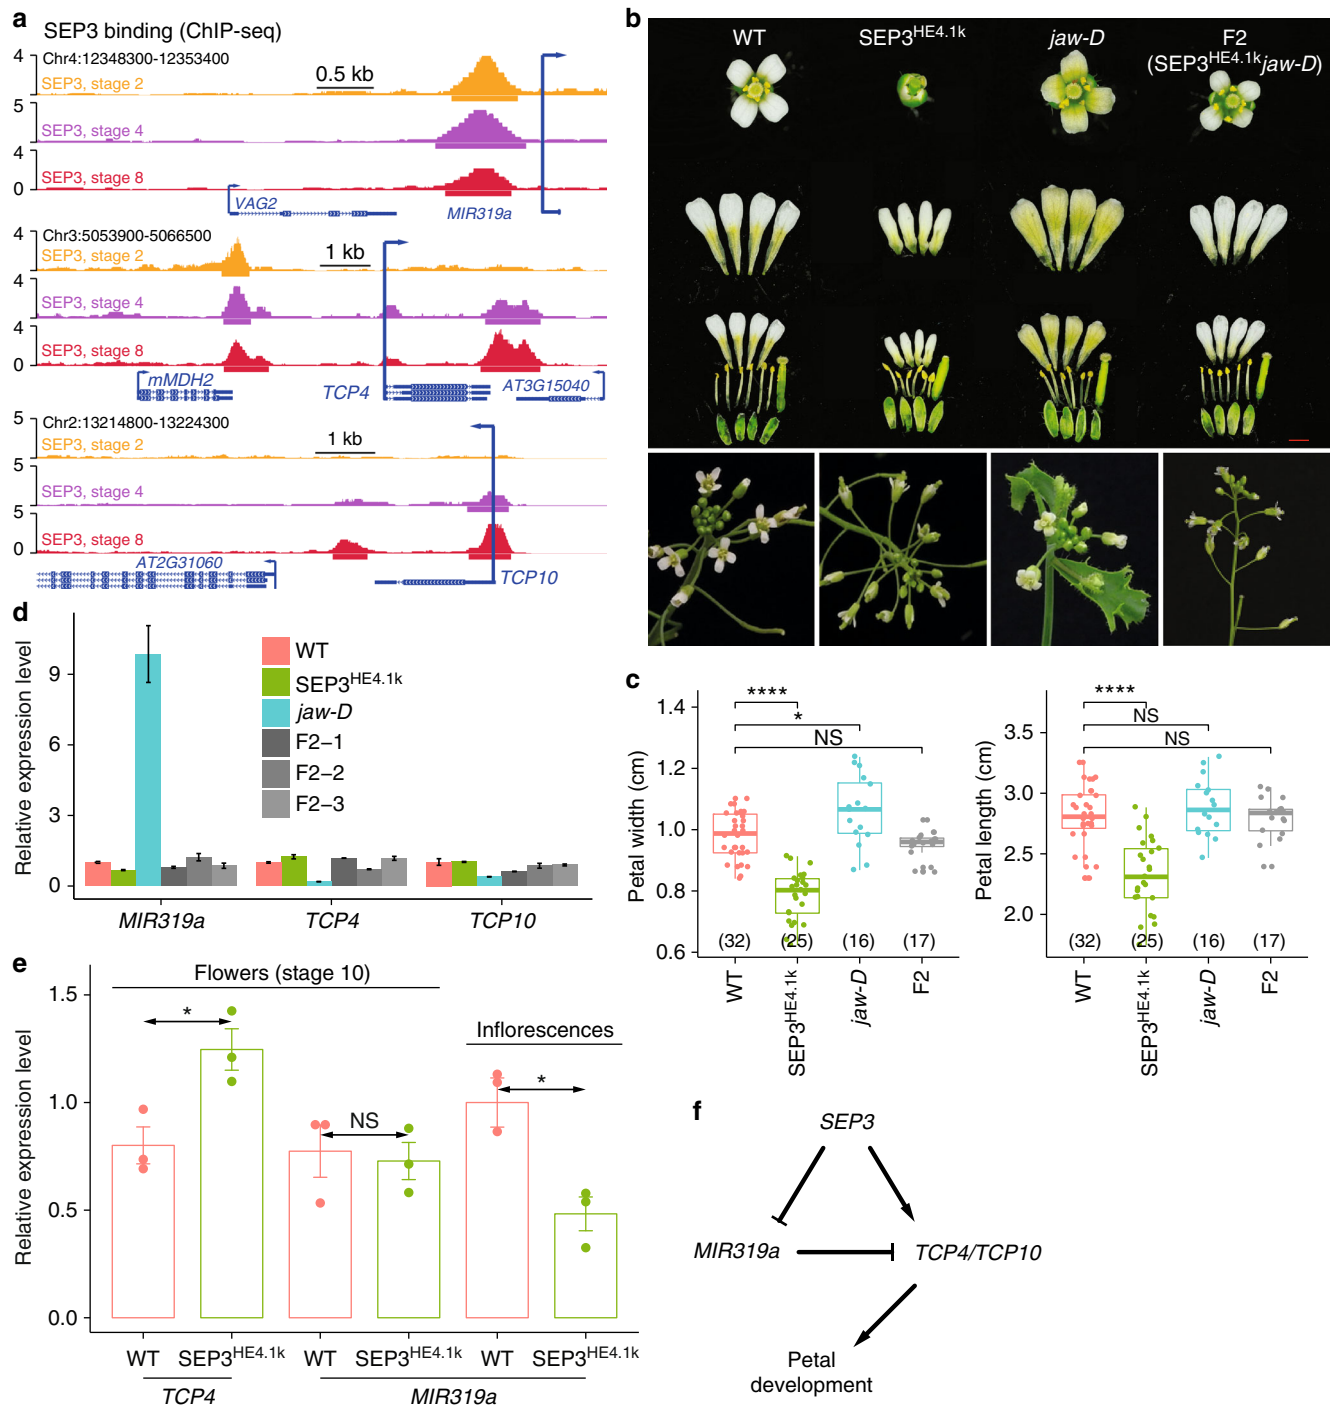 a
SEP3 binding (ChIP-seq)
4
Chr4:12348300-12353400
0.5 kb
SEP3, stage 2
5
SEP3, stage 4
4
SEP3, stage 8
0
VAG2
MIR319a
4
Chr3:5053900-5066500
SEP3, stage 2
1 kb
4
SEP3, stage 4
4
SEP3, stage 8
0
mMDH2
TCP4
AT3G15040
5
Chr2:13214800-13224300
SEP3, stage 2
1 kb
5
SEP3, stage 4
5
SEP3, stage 8
0
AT2G31060
TCP10
b
WT
SEP3HE4.1k
jaw-D
F2
(SEP3HE4.1k jaw-D)
c
Petal width (cm)
1.4
1.2
1.0
0.8
0.6
****
*
NS
(32)
(25)
(16)
(17)
WT
SEP3HE4.1k
jaw-D
F2
Petal length (cm)
3.5
3.0
2.5
2.0
****
NS
NS
(32)
(25)
(16)
(17)
WT
SEP3HE4.1k
jaw-D
F2
d
Relative expression level
9
6
3
0
WT
SEP3HE4.1k
jaw-D
F2–1
F2–2
F2–3
MIR319a
TCP4
TCP10
e
Relative expression level
1.5
1.0
0.5
0.0
Flowers (stage 10)
*
NS
Inflorescences
*
WT
SEP3HE4.1k
WT
SEP3HE4.1k
WT
SEP3HE4.1k
TCP4
MIR319a
f
SEP3
MIR319a
TCP4/TCP10
Petal
development